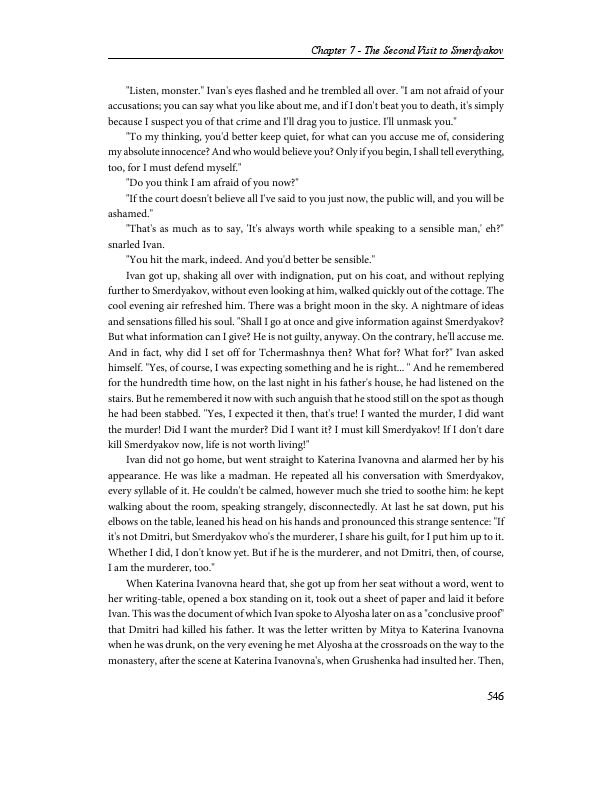 Chapter 7 - The Second Visit to Smerdyakov
"Listen, monster." Ivan's eyes flashed and he trembled all over. "I am not afraid of your
accusations; you can say what you like about me, and if I don't beat you to death, it's simply
because I suspect you of that crime and I'll drag you to justice. I'll unmask you."
"To my thinking, you'd better keep quiet, for what can you accuse me of, considering
my absolute innocence? And who would believe you? Only if you begin, I shall tell everything,
too, for I must defend myself."
"Do you think I am afraid of you now?"
"If the court doesn't believe all I've said to you just now, the public will, and you will be
ashamed."
"That's as much as to say, 'It's always worth while speaking to a sensible man,' eh?"
snarled Ivan.
"You hit the mark, indeed. And you'd better be sensible."
Ivan got up, shaking all over with indignation, put on his coat, and without replying
further to Smerdyakov, without even looking at him, walked quickly out of the cottage. The
cool evening air refreshed him. There was a bright moon in the sky. A nightmare of ideas
and sensations filled his soul. "Shall I go at once and give information against Smerdyakov?
But what information can I give? He is not guilty, anyway. On the contrary, he'll accuse me.
And in fact, why did I set off for Tchermashnya then? What for? What for?" Ivan asked
himself. "Yes, of course, I was expecting something and he is right... " And he remembered
for the hundredth time how, on the last night in his father's house, he had listened on the
stairs. But he remembered it now with such anguish that he stood still on the spot as though
he had been stabbed. "Yes, I expected it then, that's true! I wanted the murder, I did want
the murder! Did I want the murder? Did I want it? I must kill Smerdyakov! If I don't dare
kill Smerdyakov now, life is not worth living!"
Ivan did not go home, but went straight to Katerina Ivanovna and alarmed her by his
appearance. He was like a madman. He repeated all his conversation with Smerdyakov,
every syllable of it. He couldn't be calmed, however much she tried to soothe him: he kept
walking about the room, speaking strangely, disconnectedly. At last he sat down, put his
elbows on the table, leaned his head on his hands and pronounced this strange sentence: "If
it's not Dmitri, but Smerdyakov who's the murderer, I share his guilt, for I put him up to it.
Whether I did, I don't know yet. But if he is the murderer, and not Dmitri, then, of course,
I am the murderer, too."
When Katerina Ivanovna heard that, she got up from her seat without a word, went to
her writing-table, opened a box standing on it, took out a sheet of paper and laid it before
Ivan. This was the document of which Ivan spoke to Alyosha later on as a "conclusive proof"
that Dmitri had killed his father. It was the letter written by Mitya to Katerina Ivanovna
when he was drunk, on the very evening he met Alyosha at the crossroads on the way to the
monastery, after the scene at Katerina Ivanovna's, when Grushenka had insulted her. Then,
546